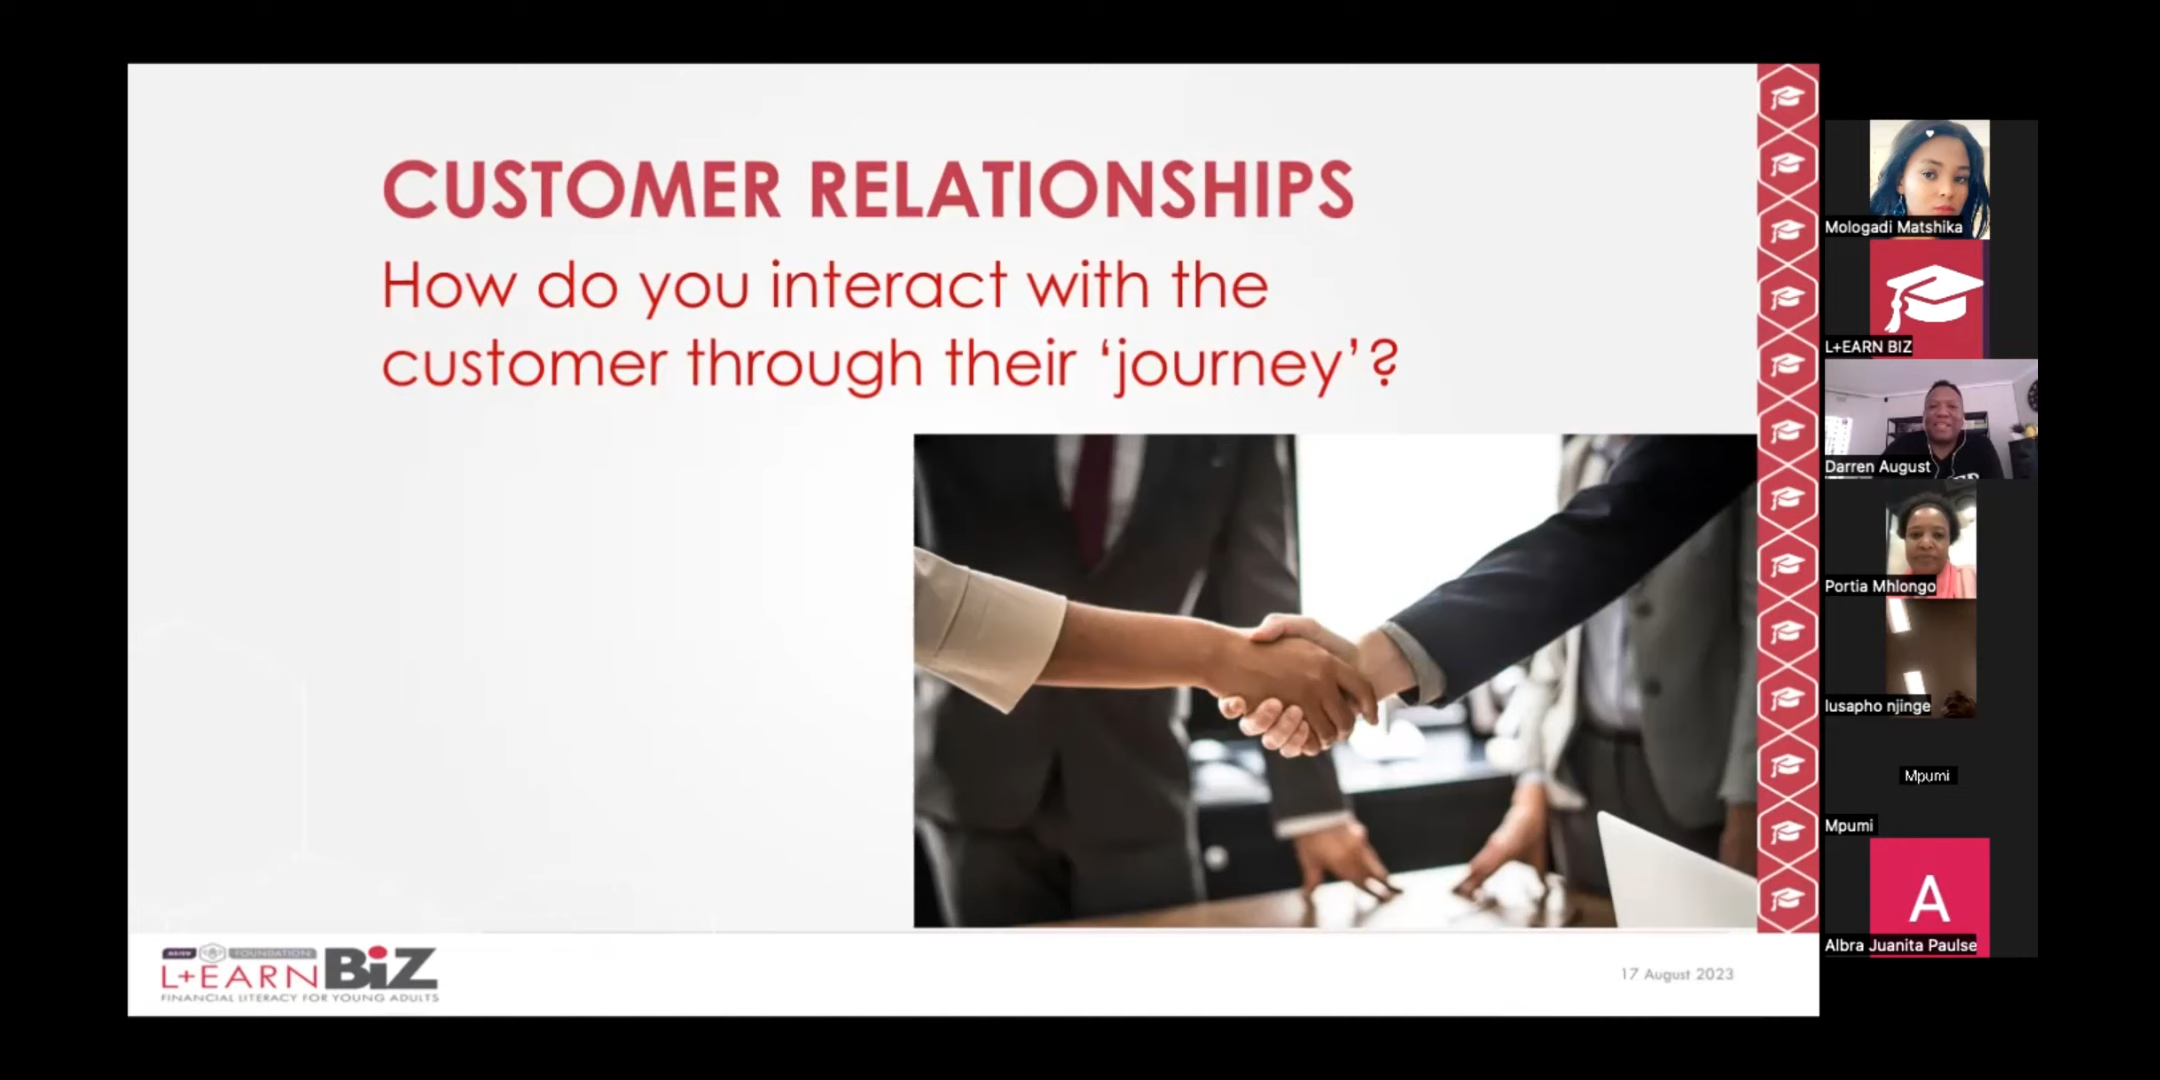 CUSTOMER RELATIONSHIPS
How do you interact with the
customer through their ‘journey’?
FOUNDATION
L+EARN BiZ
FINANCIAL LITERACY FOR YOUNG ADULTS
17 August 2023
Mologadi Matshika
L+EARN BIZ
Darren August
Portia Mhlongo
lusapho njinge
Mpumi
Mpumi
A
Albra Juanita Paulse